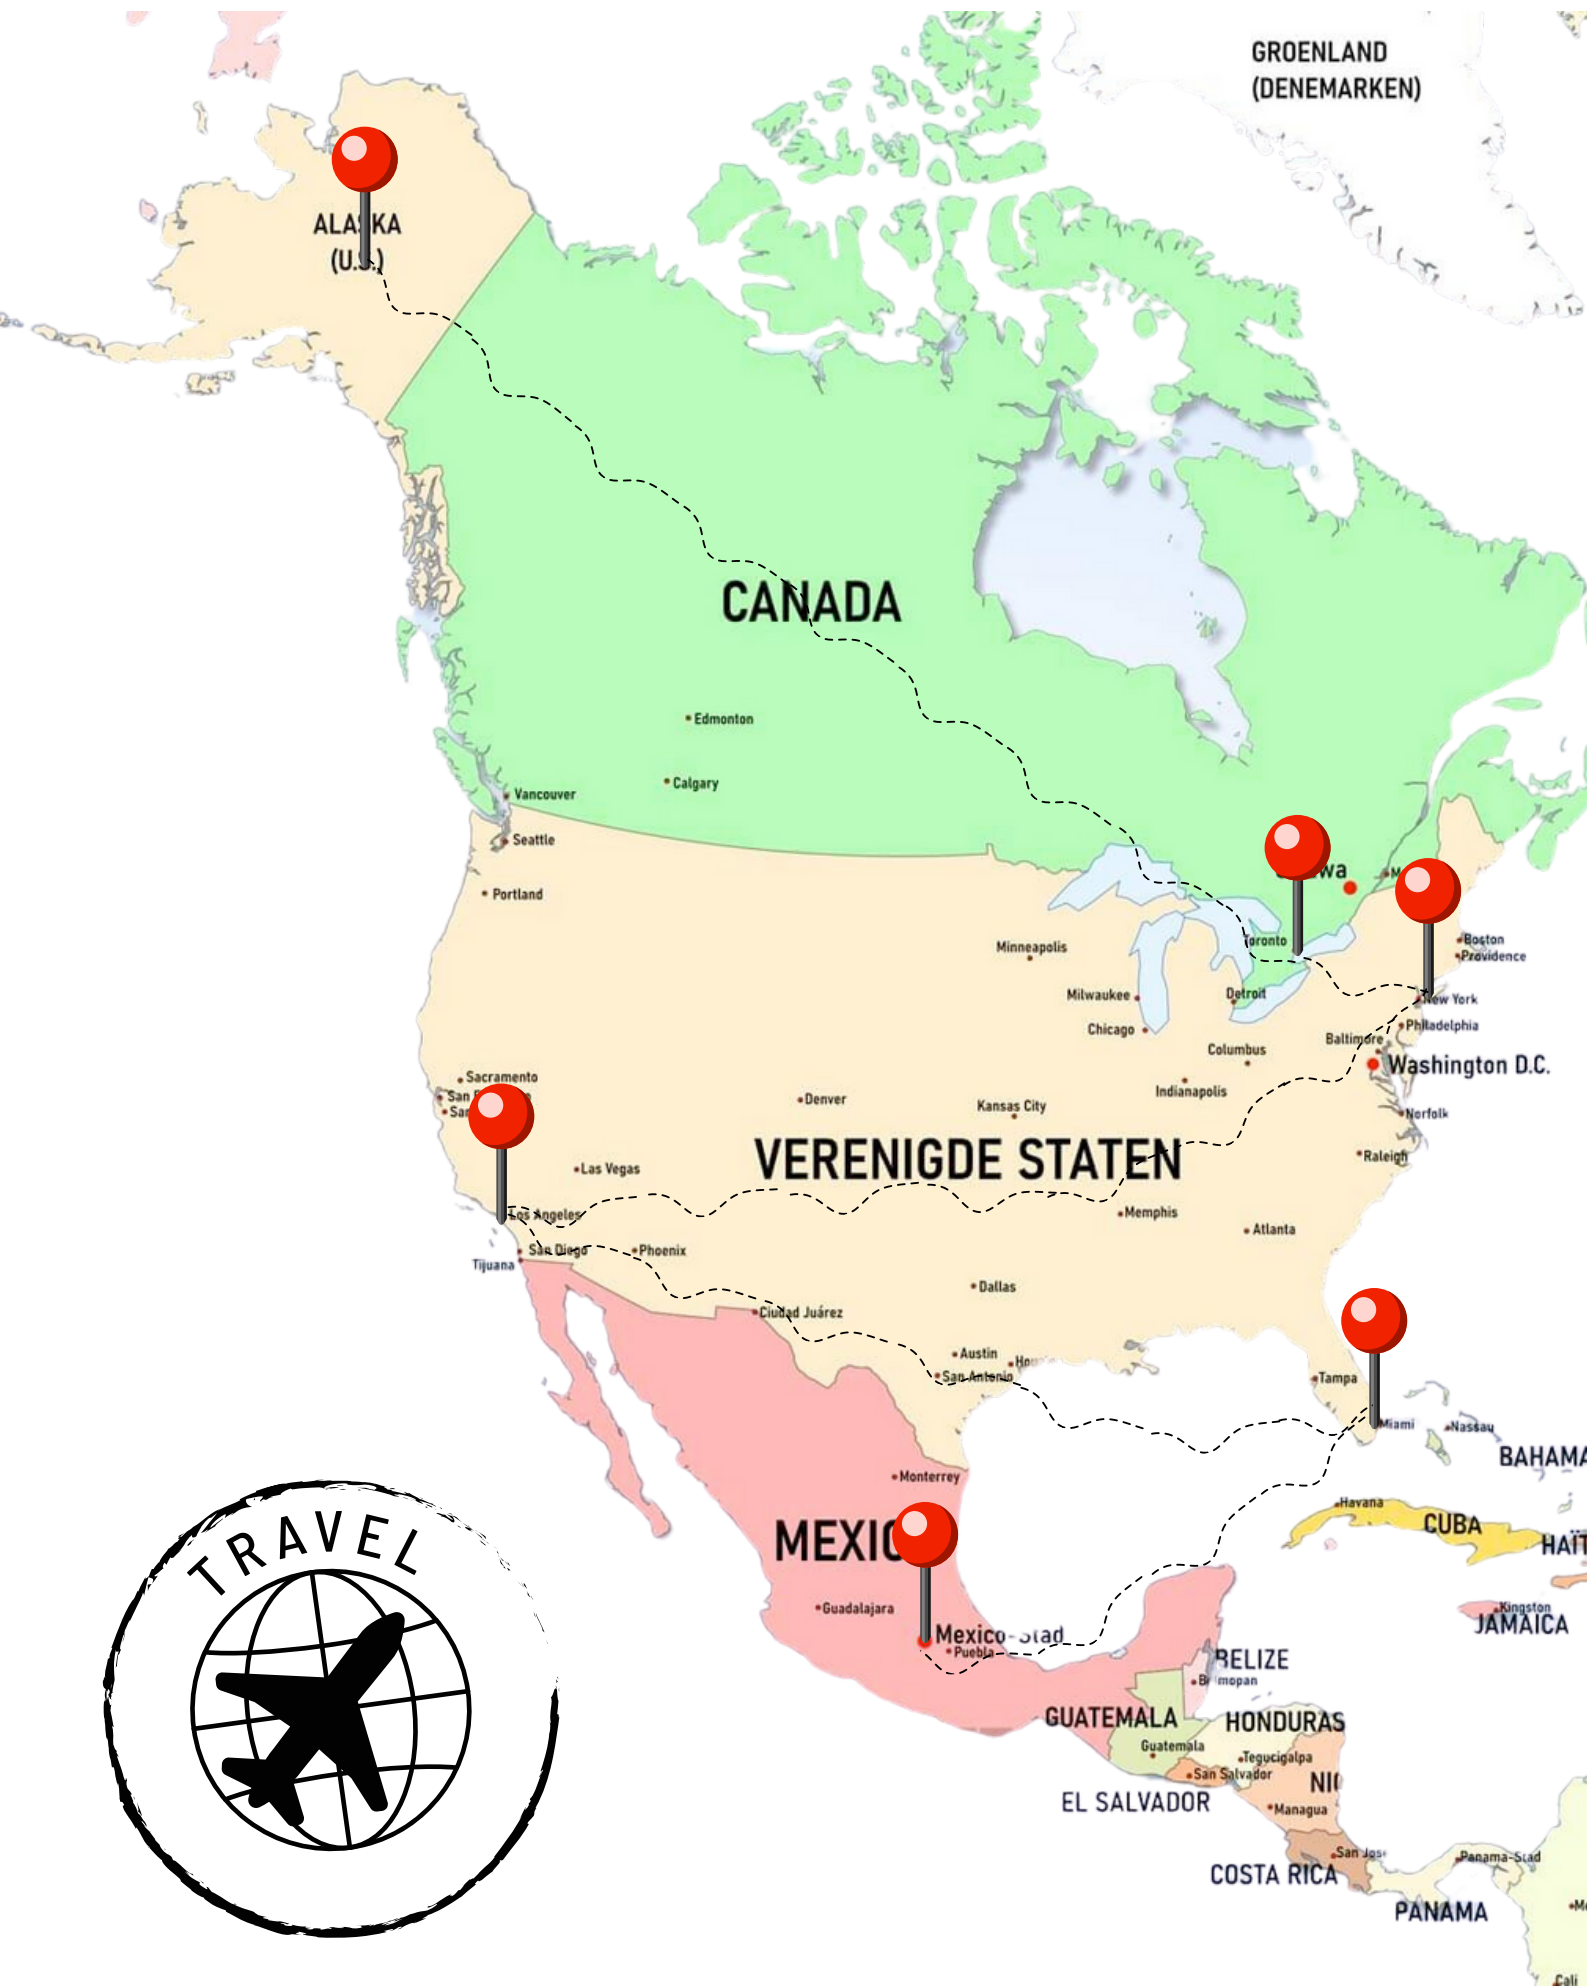 GROENLAND
(DENEMARKEN)
ALASKA
CANADA
Edmonton
Calgary
Vancouver
Seattle
Portland
Toronto
Boston
Providence
Minneapolis
Milwaukee
Detroit
New York
Chicago
Philadelphia
Baltimore
Columbus
Washington D.C.
Sacramento
Indianapolis
Denver
Kansas City
Norfolk
VERENIGDE STATEN
Raleigh
Las Vegas
Los Angeles
Memphis
Atlanta
San Diego
Phoenix
Tijuana
Dallas
Ciudad Juárez
Austin
San Antonio
Tampa
Miami
Nassau
Monterrey
Havana
CUBA
TRAVEL
Guadalajara
Kingston
JAMAICA
Mexico-Stad
Puebla
BELIZE
GUATEMALA
HONDURAS
Guatemala
Tegucigalpa
San Salvador
EL SALVADOR
Managua
Panama-Stad
COSTA RICA
PANAMA